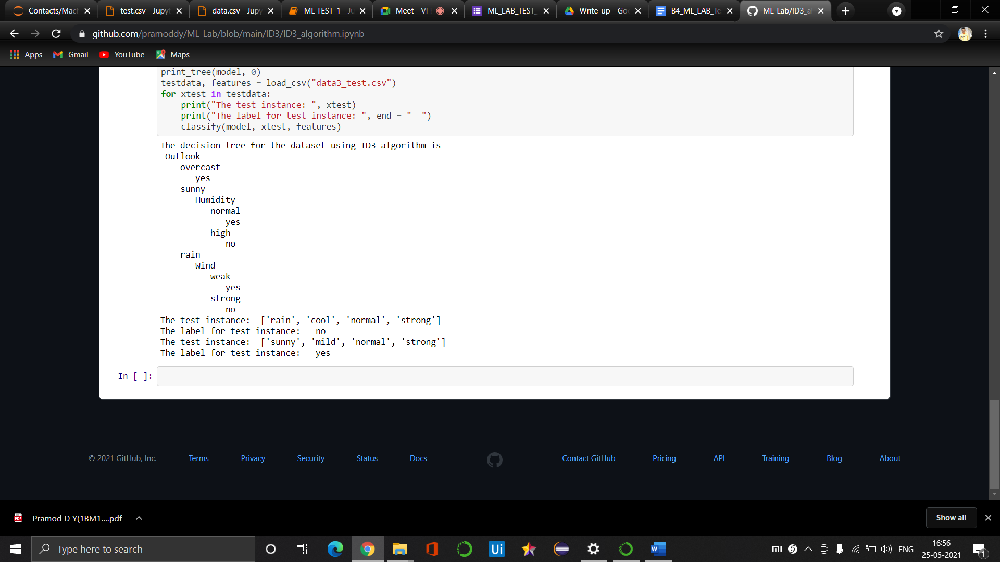 Contacts/Mac
test.csv - Jupyt
data.csv - Jupy
ML TEST-1 - Ju
Meet - VI
ML_LAB_TEST_
Write-up - Goo
B4_ML_LAB_Te
ML-Lab/ID3_al
github.com/pramoddy/ML-Lab/blob/main/ID3/ID3_algorithm.ipynb
Apps
Gmail
YouTube
Maps
print_tree(model, 0)
testdata, features = load_csv("data3_test.csv")
for xtest in testdata:
print("The test instance: ", xtest)
print("The label for test instance: ", end = "  ")
classify(model, xtest, features)
The decision tree for the dataset using ID3 algorithm is
Outlook
overcast
yes
sunny
Humidity
normal
yes
high
no
rain
Wind
weak
yes
strong
no
The test instance:  ['rain', 'cool', 'normal', 'strong']
The label for test instance:   no
The test instance:  ['sunny', 'mild', 'normal', 'strong']
The label for test instance:   yes
In [ ]:
© 2021 GitHub, Inc.
Terms
Privacy
Security
Status
Docs
Contact GitHub
Pricing
API
Training
Blog
About
PDF
Pramod D Y(1BM1....pdf
Show all
Type here to search
Ui
W
mi
ENG
16:56
25-05-2021
1